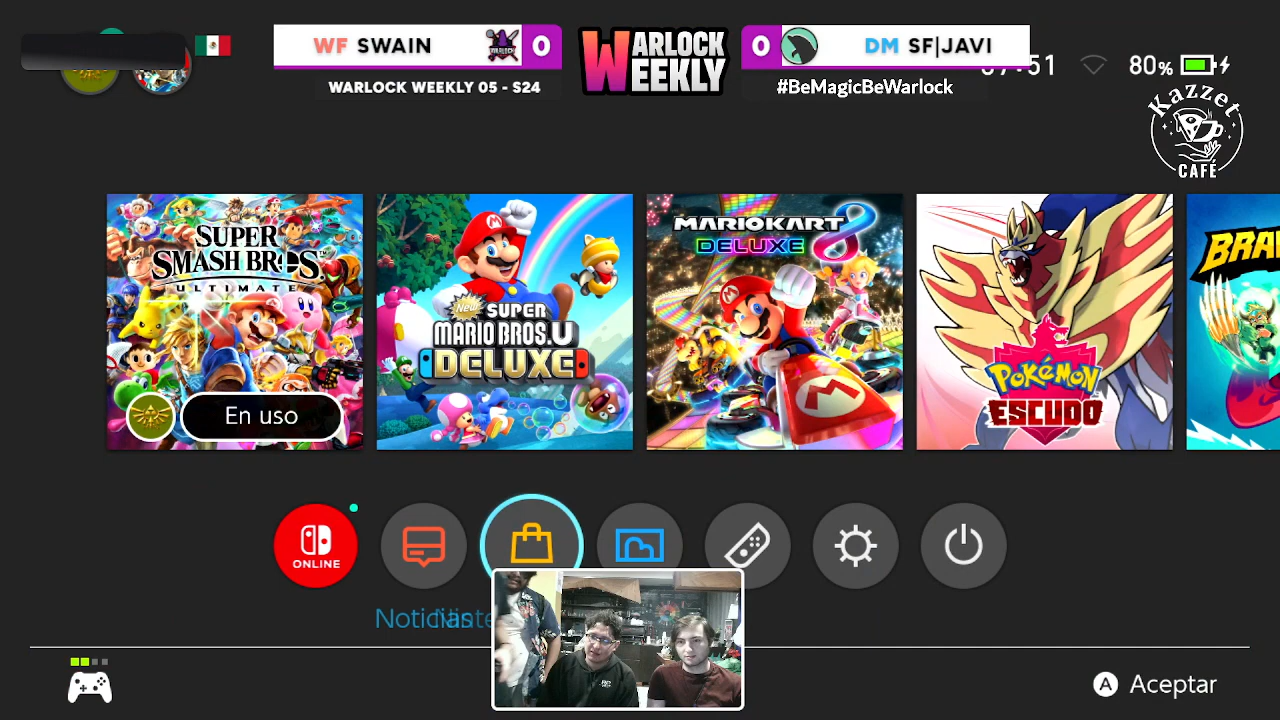 WF SWAIN
0
WARLOCK WEEKLY
0
DM SF|JAVI
80%
WARLOCK WEEKLY 05 - S24
#BeMagicBeWarlock
Kazzet
CAFÉ
SUPER
SMASH BROS.
ULTIMATE
En uso
New SUPER
MARIO BROS. U
DELUXE
MARIOKART 8
DELUXE
M
POKéMON
ESCUDO
ONLINE
Noticias
A Aceptar